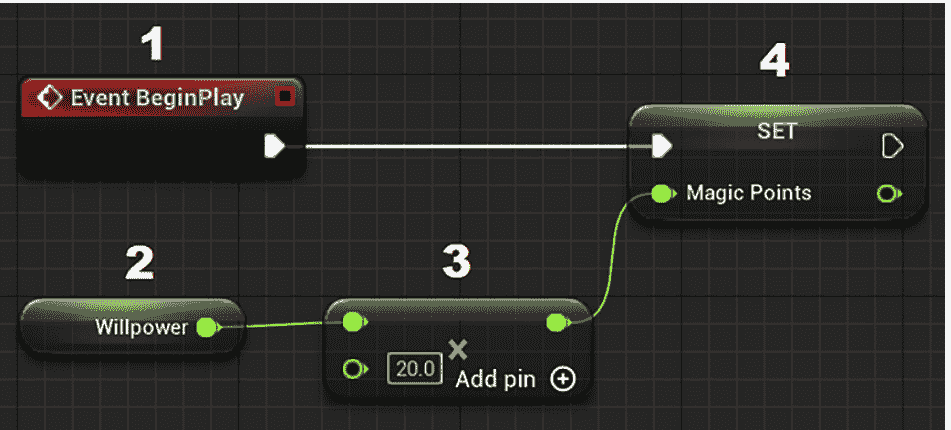 1
Event BeginPlay
4
SET
Magic Points
2
Willpower
3
×
20.0
Add pin